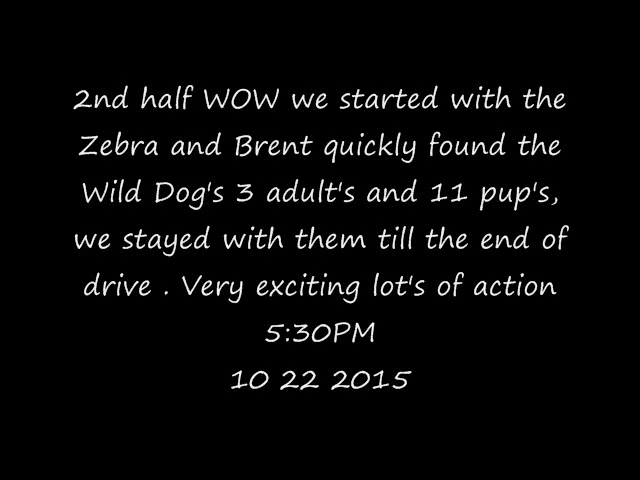 2nd half WOW we started with the
Zebra and Brent quickly found the
Wild Dog's 3 adult's and 11 pup's,
we stayed with them till the end of
drive . Very exciting lot's of action
5:30PM
10 22 2015